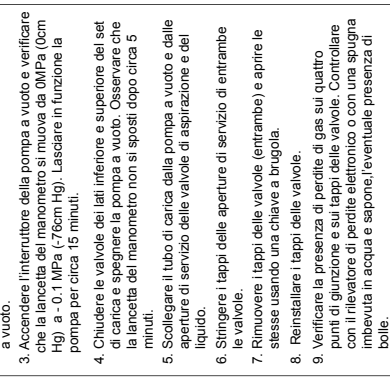 a vuoto.
3. Accendere l'interruttore della pompa a vuoto e verificare
che la lancetta del manometro si muova da 0MPa (0cm
Hg) a - 0.1 MPa (-76cm Hg). Lasciare in funzione la
pompa per circa 15 minuti.
4. Chiudere le valvole dei lati inferiore e superiore del set
di carica e spegnere la pompa a vuoto. Osservare che
la lancetta del manometro non si sposti dopo circa 5
minuti.
5. Scollegare il tubo di carica dalla pompa a vuoto e dalle
aperture di servizio delle valvole di aspirazione e del
liquido.
6. Stringere i tappi delle aperture di servizio di entrambe
le valvole.
7. Rimuovere i tappi delle valvole (entrambe) e aprire le
stesse usando una chiave a brugola.
8. Reinstallare i tappi delle valvole.
9. Verificare la presenza di perdite di gas sui quattro
punti di giunzione e sui tappi delle valvole. Controllare
con il rilevatore di perdite elettronico o con una spugna
imbevuta in acqua e sapone,l'eventuale presenza di
bolle.